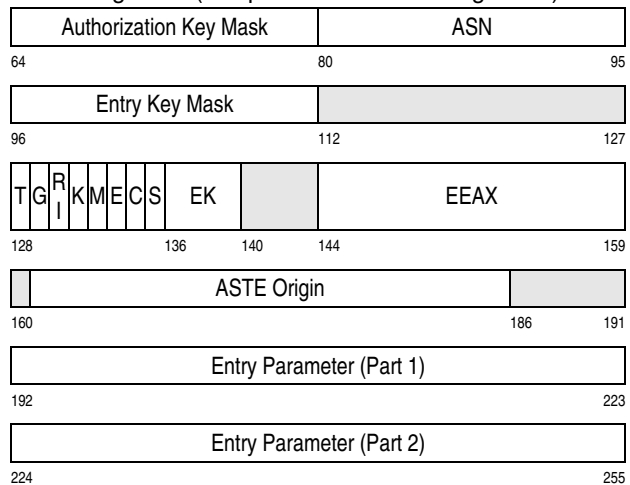 Authorization Key Mask ASN
64 80 95
Entry Key Mask
96 112 127
T G RI K M E C S EK EEAX
128 136 140 144 159
ASTE Origin
160 186 191
Entry Parameter (Part 1)
192 223
Entry Parameter (Part 2)
224 255